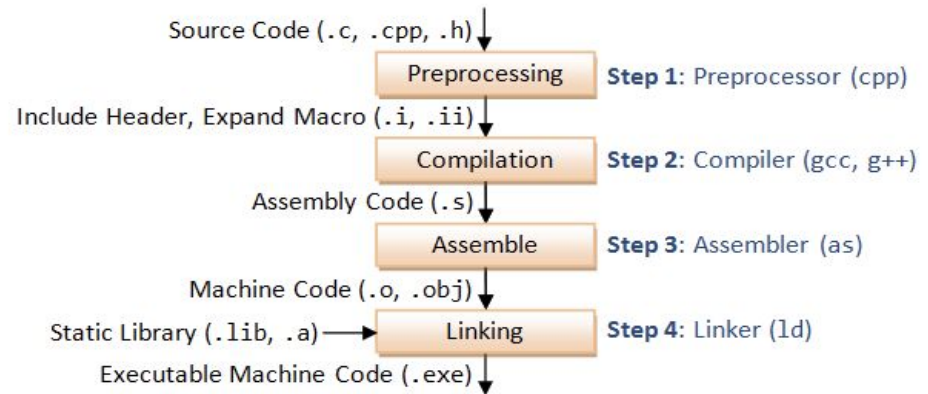 Source Code (.c, .cpp, .h)
Preprocessing
Step 1: Preprocessor (cpp)
Include Header, Expand Macro (.i, .ii)
Compilation
Step 2: Compiler (gcc, g++)
Assembly Code (.s)
Assemble
Step 3: Assembler (as)
Machine Code (.o, .obj)
Static Library (.lib, .a)
Linking
Step 4: Linker (ld)
Executable Machine Code (.exe)